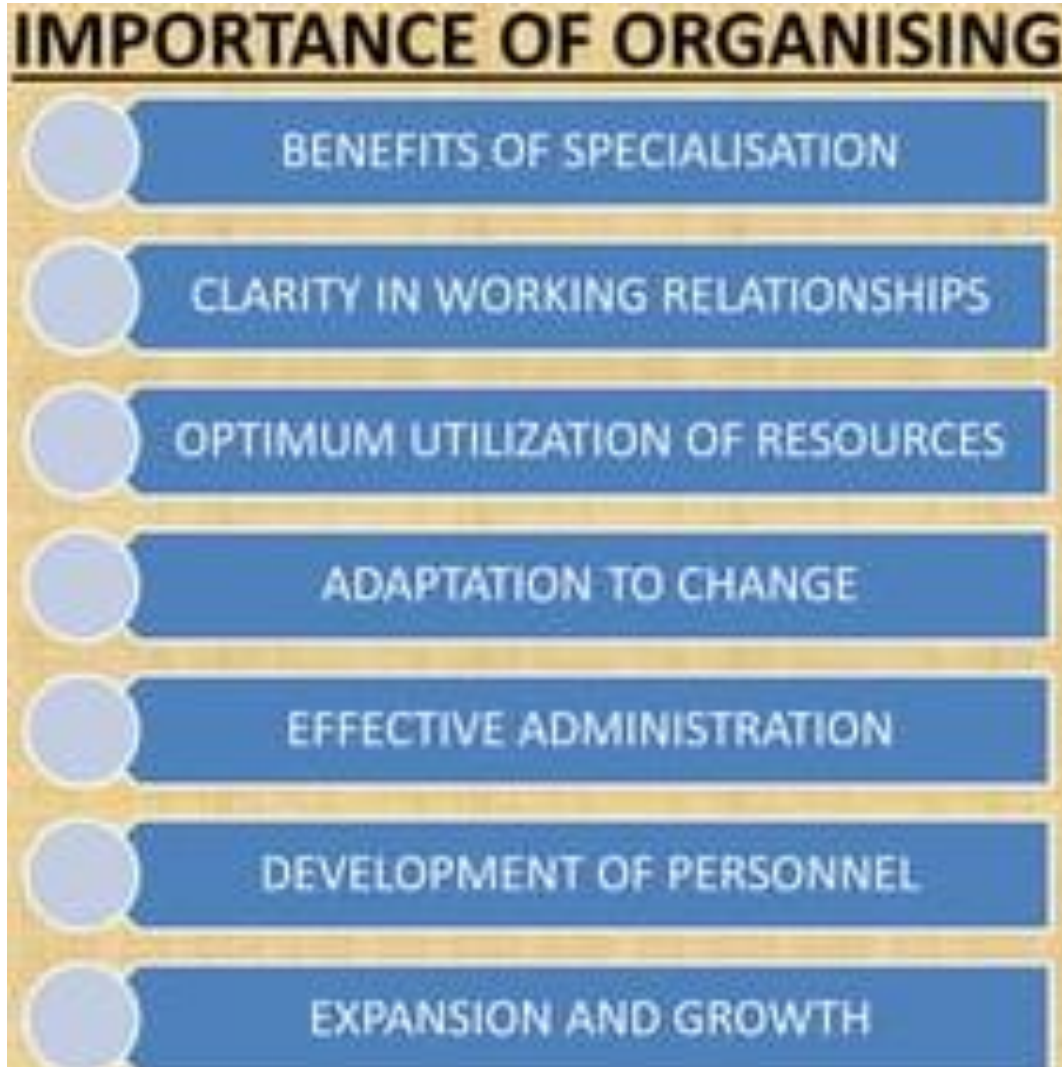 IMPORTANCE OF ORGANISING
BENEFITS OF SPECIALISATION
CLARITY IN WORKING RELATIONSHIPS
OPTIMUM UTILIZATION OF RESOURCES
ADAPTATION TO CHANGE
EFFECTIVE ADMINISTRATION
DEVELOPMENT OF PERSONNEL
EXPANSION AND GROWTH